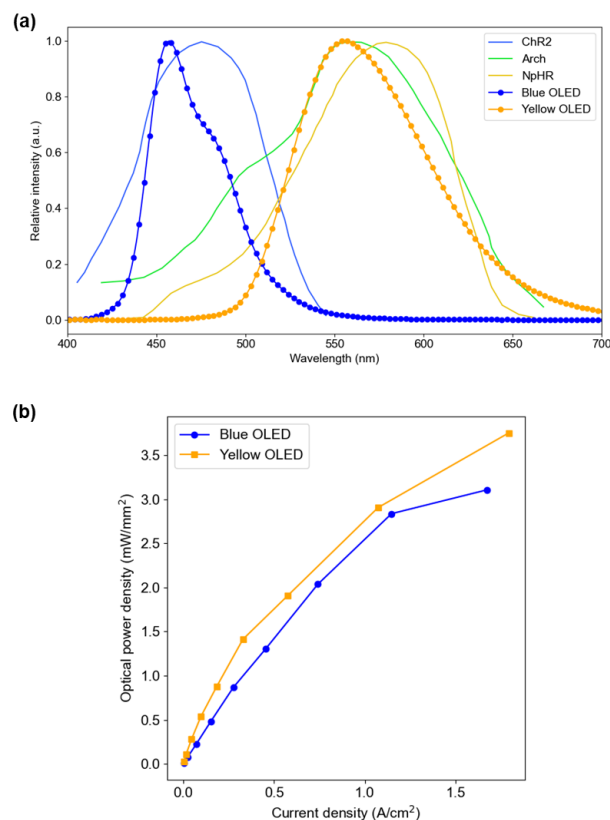 (a)
1.0
0.8
0.6
0.4
0.2
0.0
Relative intensity (a.u.)
ChR2
Arch
NpHR
Blue OLED
Yellow OLED
400 450 500 550 600 650 700
Wavelength (nm)
(b)
Blue OLED
Yellow OLED
3.5
3.0
2.5
2.0
1.5
1.0
0.5
0.0
Optical power density (mW/mm²)
0.0 0.5 1.0 1.5
Current density (A/cm²)